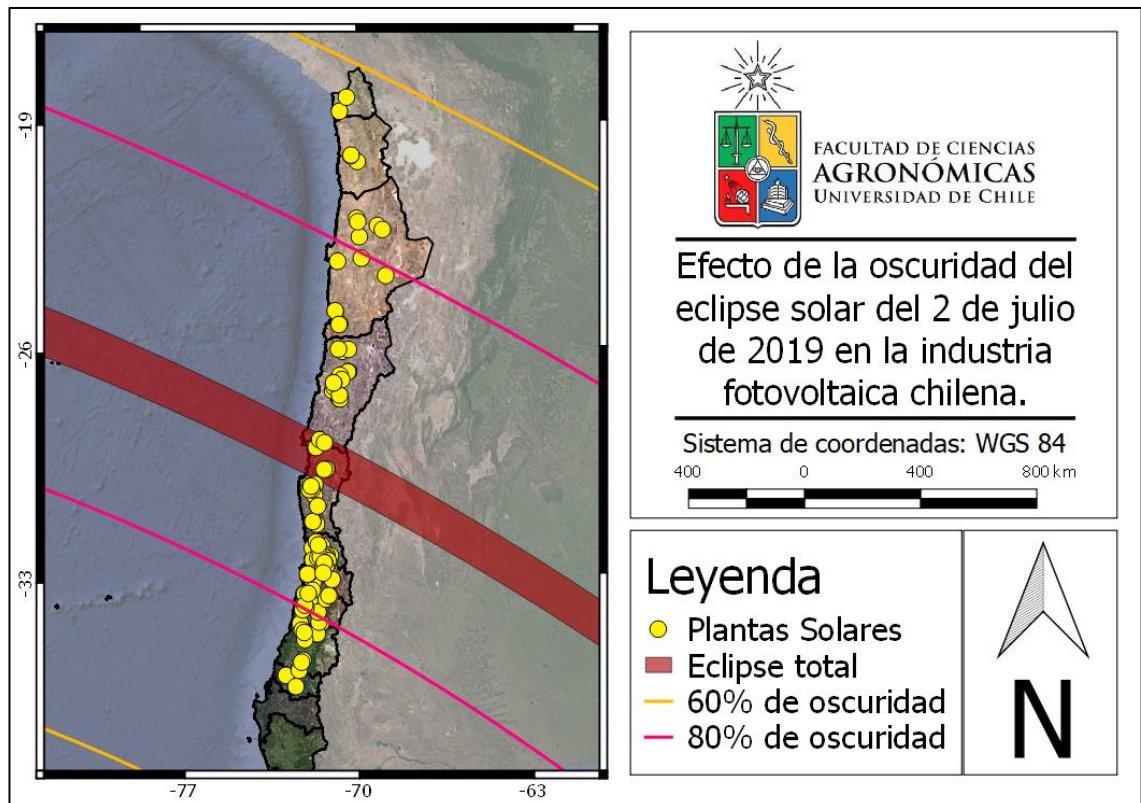 -19
-26
-33
-77
-70
-63
FACULTAD DE CIENCIAS
AGRONÓMICAS
UNIVERSIDAD DE CHILE
Efecto de la oscuridad del
eclipse solar del 2 de julio
de 2019 en la industria
fotovoltaica chilena.
Sistema de coordenadas: WGS 84
400 0 400 800 km
Leyenda
Plantas Solares
Eclipse total
60% de oscuridad
80% de oscuridad
N